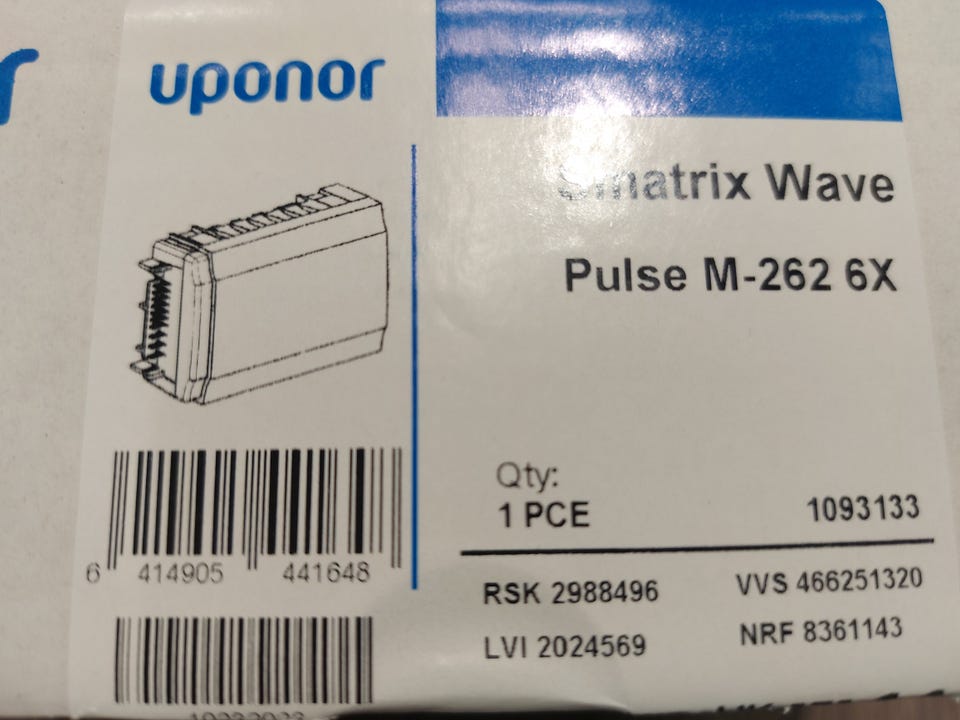 uponor
Smatrix Wave
Pulse M-262 6X
Qty:
1 PCE
1093133
6 414905 441648
RSK 2988496
VVS 466251320
LVI 2024569
NRF 8361143